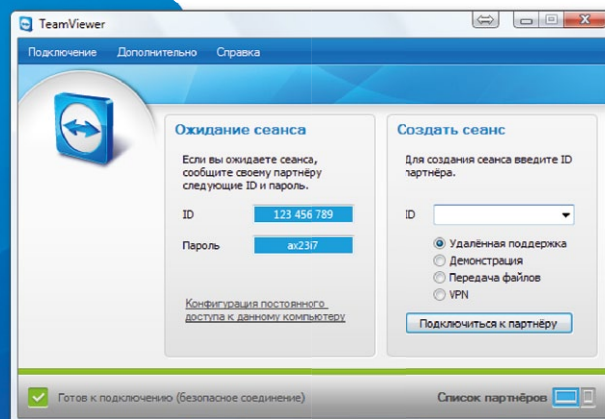 TeamViewer
Подключение Дополнительно Справка
Ожидание сеанса
Если вы ожидаете сеанса,
сообщите своему партнёру
следующие ID и пароль.
ID 123 456 789
Пароль ax23i7
Конфигурация постоянного
доступа к данному компьютеру
Создать сеанс
Для создания сеанса введите ID
партнёра.
ID
Удалённая поддержка
Демонстрация
Передача файлов
VPN
Подключиться к партнёру
Готов к подключению (безопасное соединение)
Список партнёров